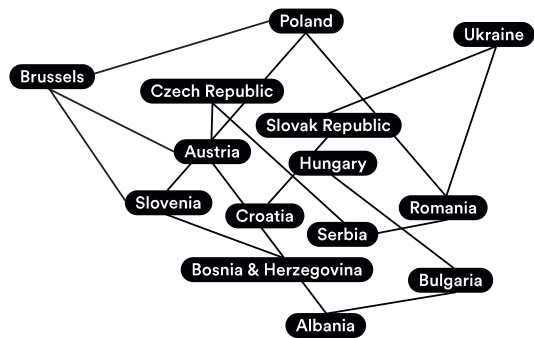 Poland
Ukraine
Brussels
Czech Republic
Slovak Republic
Austria
Hungary
Slovenia
Croatia
Romania
Serbia
Bosnia & Herzegovina
Bulgaria
Albania